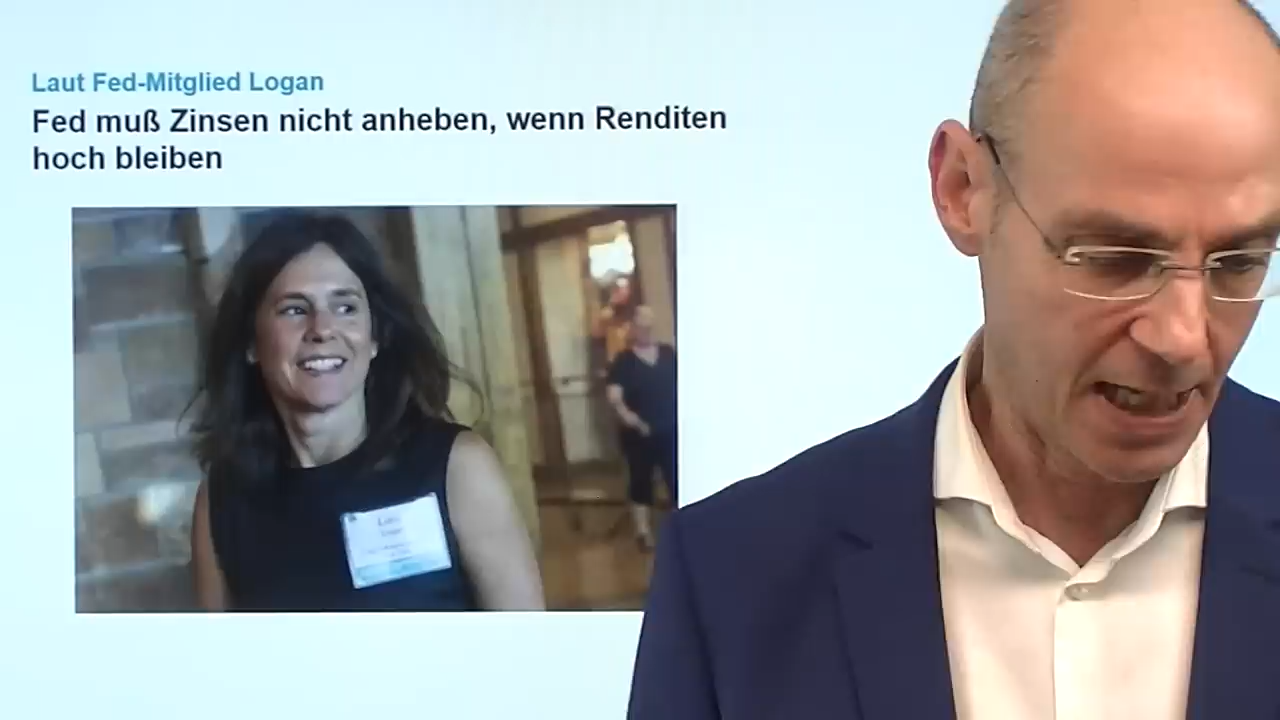 Laut Fed-Mitglied Logan
Fed muß Zinsen nicht anheben, wenn Renditen
hoch bleiben